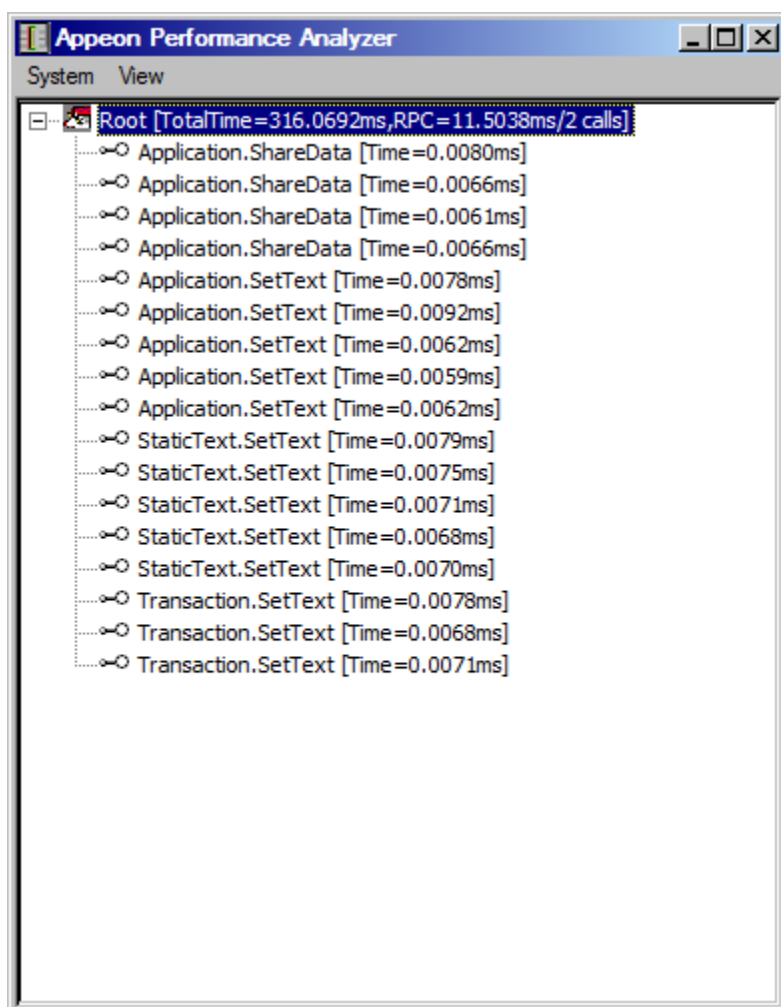 Appeon Performance Analyzer
System View
Root [TotalTime=316.0692ms,RPC=11.5038ms/2 calls]
Application.ShareData [Time=0.0080ms]
Application.ShareData [Time=0.0066ms]
Application.ShareData [Time=0.0061ms]
Application.ShareData [Time=0.0066ms]
Application.SetText [Time=0.0078ms]
Application.SetText [Time=0.0092ms]
Application.SetText [Time=0.0062ms]
Application.SetText [Time=0.0059ms]
Application.SetText [Time=0.0062ms]
StaticText.SetText [Time=0.0079ms]
StaticText.SetText [Time=0.0075ms]
StaticText.SetText [Time=0.0071ms]
StaticText.SetText [Time=0.0068ms]
StaticText.SetText [Time=0.0070ms]
Transaction.SetText [Time=0.0078ms]
Transaction.SetText [Time=0.0068ms]
Transaction.SetText [Time=0.0071ms]